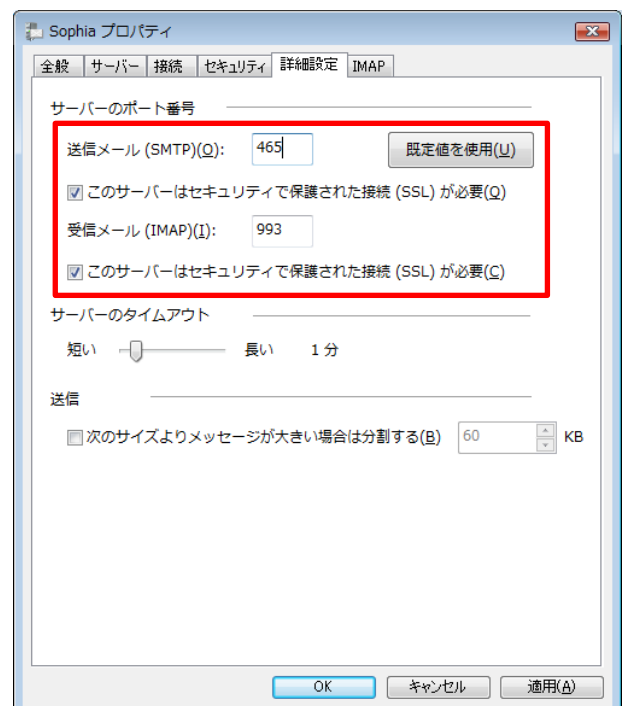 Sophia プロパティ
全般 サーバー 接続 セキュリティ 詳細設定 IMAP
サーバーのポート番号
送信メール (SMTP)(O): 465 既定値を使用(U)
このサーバーはセキュリティで保護された接続 (SSL) が必要(Q)
受信メール (IMAP)(I): 993
このサーバーはセキュリティで保護された接続 (SSL) が必要(C)
サーバーのタイムアウト
短い 長い 1 分
送信
次のサイズよりメッセージが大きい場合は分割する(B) 60 KB
OK キャンセル 適用(A)